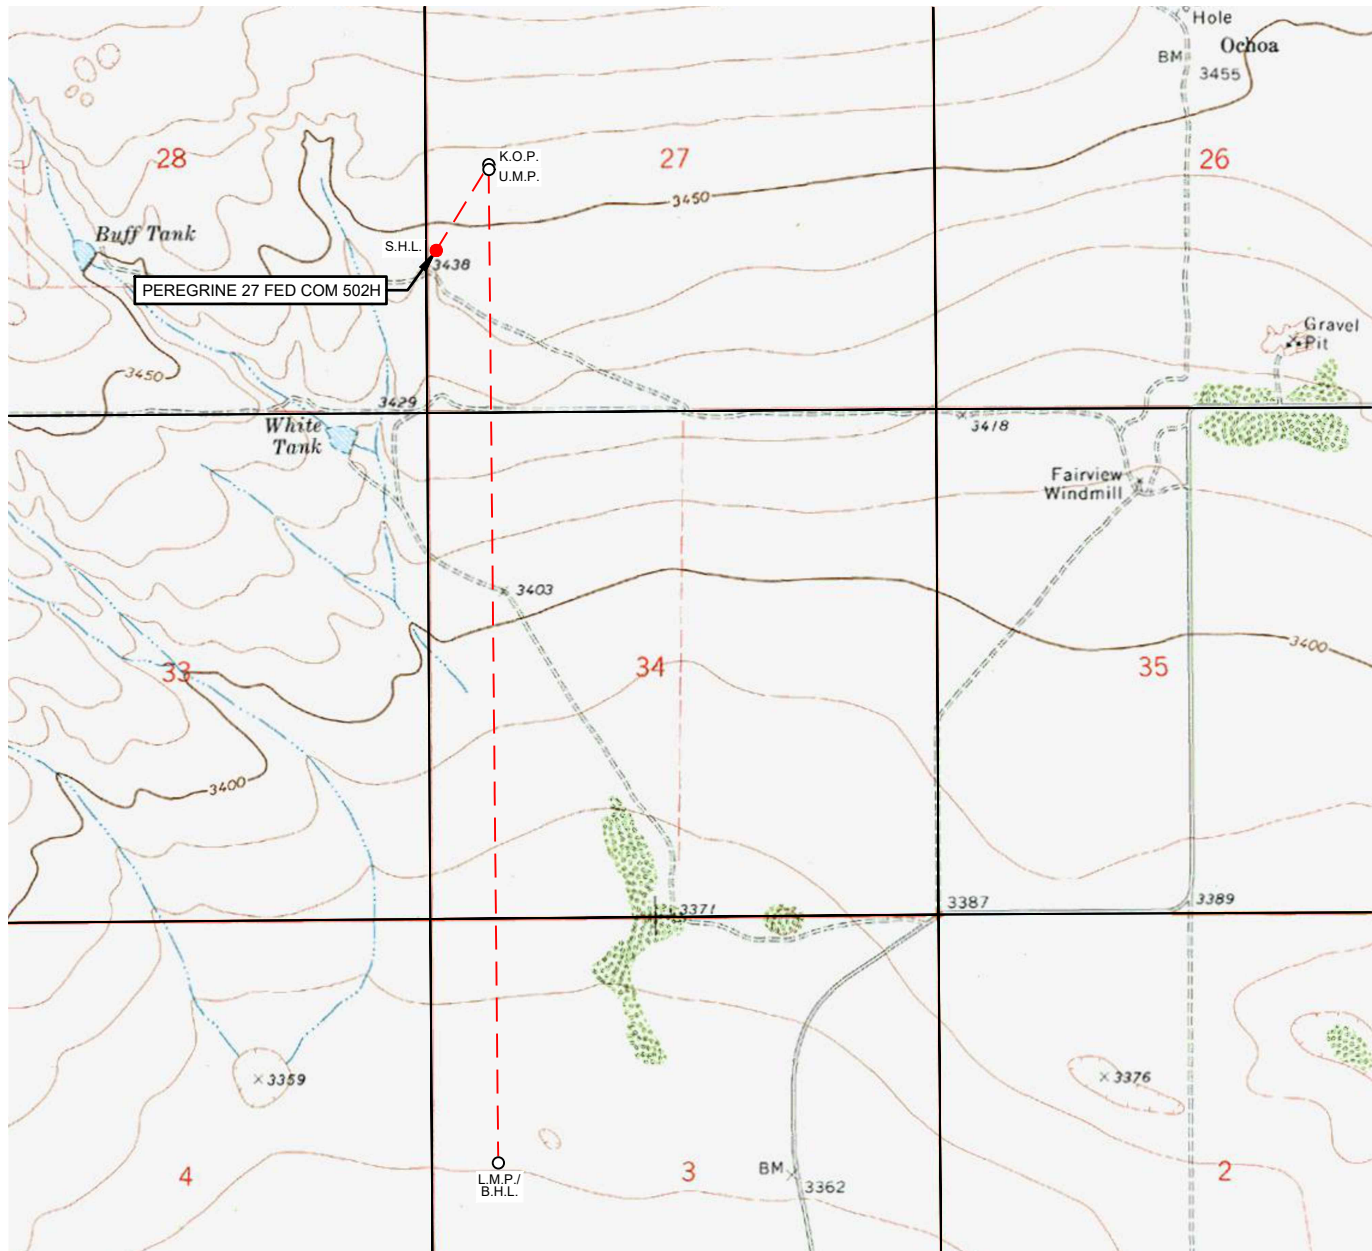 Hole
Ochoa
BM
3455
28
K.O.P.
U.M.P.
27
26
3450
Buff Tank
S.H.L.
3438
PEREGRINE 27 FED COM 502H
Gravel
Pit
3450
3429
White
Tank
3418
Fairview
Windmill
3403
33
34
35
3400
3400
3371
3387
3389
3359
3376
4
L.M.P./
B.H.L.
3
BM
3362
2